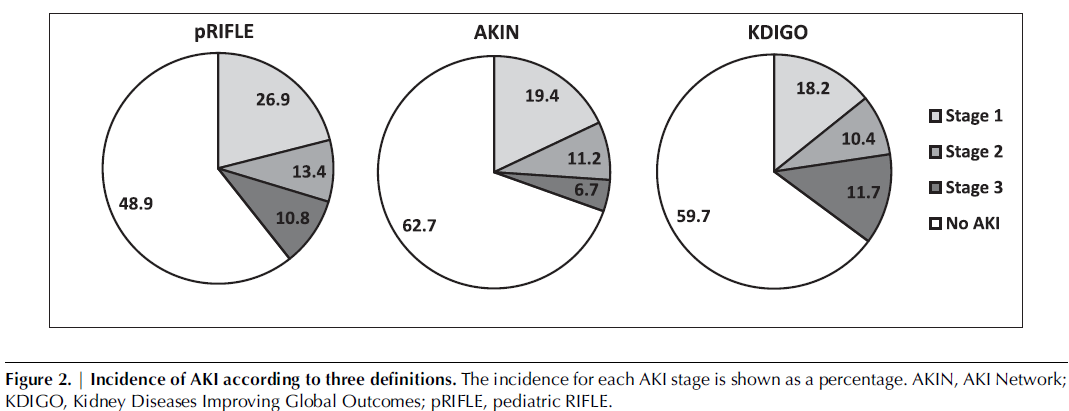 pRIFLE
AKIN
KDIGO
26.9
13.4
10.8
48.9
19.4
11.2
6.7
62.7
18.2
10.4
11.7
59.7
Stage 1
Stage 2
Stage 3
No AKI
Figure 2. | Incidence of AKI according to three definitions. The incidence for each AKI stage is shown as a percentage. AKIN, AKI Network;
KDIGO, Kidney Diseases Improving Global Outcomes; pRIFLE, pediatric RIFLE.